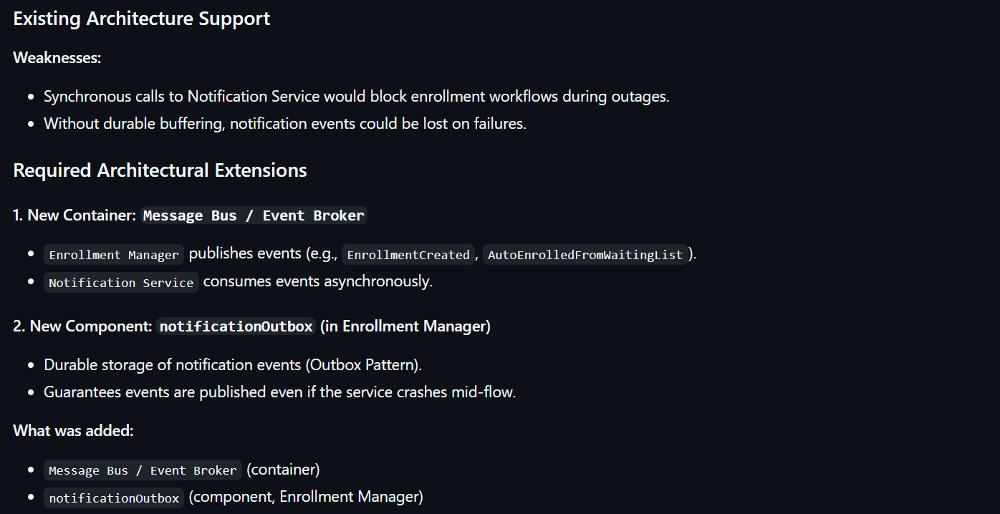 Existing Architecture Support
Weaknesses:
• Synchronous calls to Notification Service would block enrollment workflows during outages.
• Without durable buffering, notification events could be lost on failures.
Required Architectural Extensions
1. New Container: Message Bus / Event Broker
• Enrollment Manager publishes events (e.g., EnrollmentCreated, AutoEnrolledFromWaitingList).
• Notification Service consumes events asynchronously.
2. New Component: notificationOutbox (in Enrollment Manager)
• Durable storage of notification events (Outbox Pattern).
• Guarantees events are published even if the service crashes mid-flow.
What was added:
• Message Bus / Event Broker (container)
• notificationOutbox (component, Enrollment Manager)